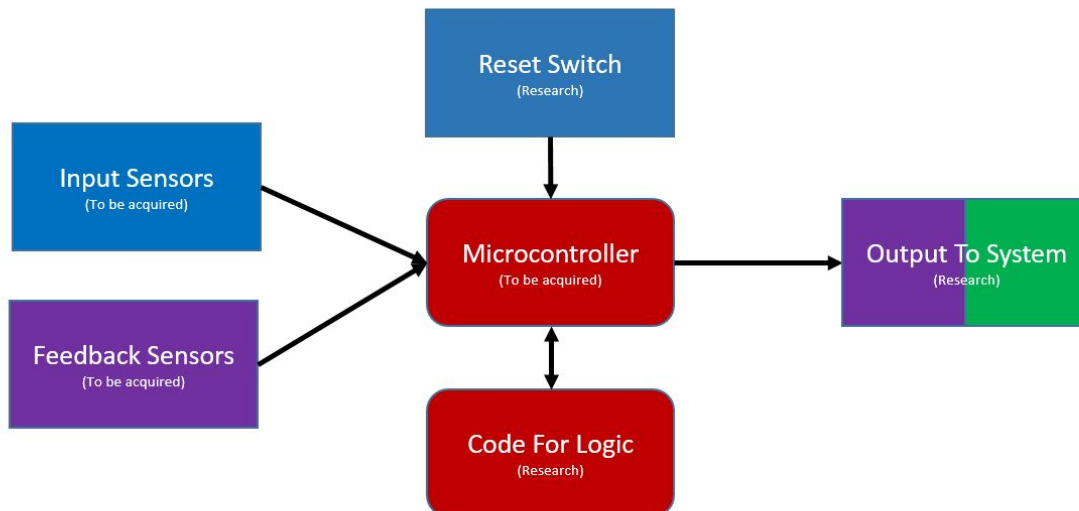 Reset Switch
(Research)
Input Sensors
(To be acquired)
Microcontroller
(To be acquired)
Output To System
(Research)
Feedback Sensors
(To be acquired)
Code For Logic
(Research)